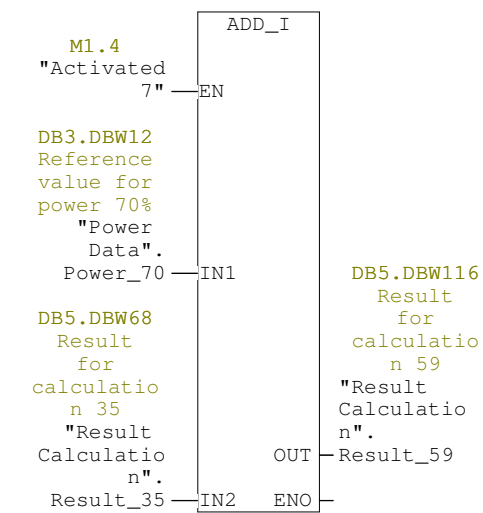 ADD_I
M1.4
"Activated
7"
EN
DB3.DBW12
Reference
value for
power 70%
"Power
Data".
Power_70
IN1
DB5.DBW68
Result
for
calculatio
n 35
"Result
Calculatio
n".
Result_35
IN2
DB5.DBW116
Result
for
calculatio
n 59
"Result
Calculatio
n".
Result_59
OUT
ENO